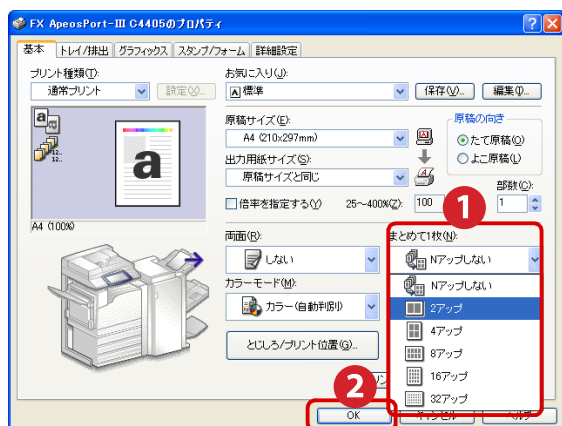 FX ApeosPort-III C4405のプロパティ
基本 トレイ/排出 グラフィックス スタンプ/フォーム 詳細設定
プリント種類(T):
通常プリント
設定(X)...
お気に入り(J):
標準
保存(V)...
編集(I)...
原稿サイズ(E):
A4 (210x297mm)
出力用紙サイズ(S):
原稿サイズと同じ
倍率を指定する(Y)
25～400%(Z):
100
原稿の向き
たて原稿(O)
よこ原稿(L)
部数(C):
1
A4 (100%)
両面(R):
しない
カラーモード(M):
カラー(自動判別)
とじしろ/プリント位置(G)...
1
まとめて1枚(N):
Nアップしない
Nアップしない
2アップ
4アップ
8アップ
16アップ
32アップ
2
OK
キャンセル
ヘルプ